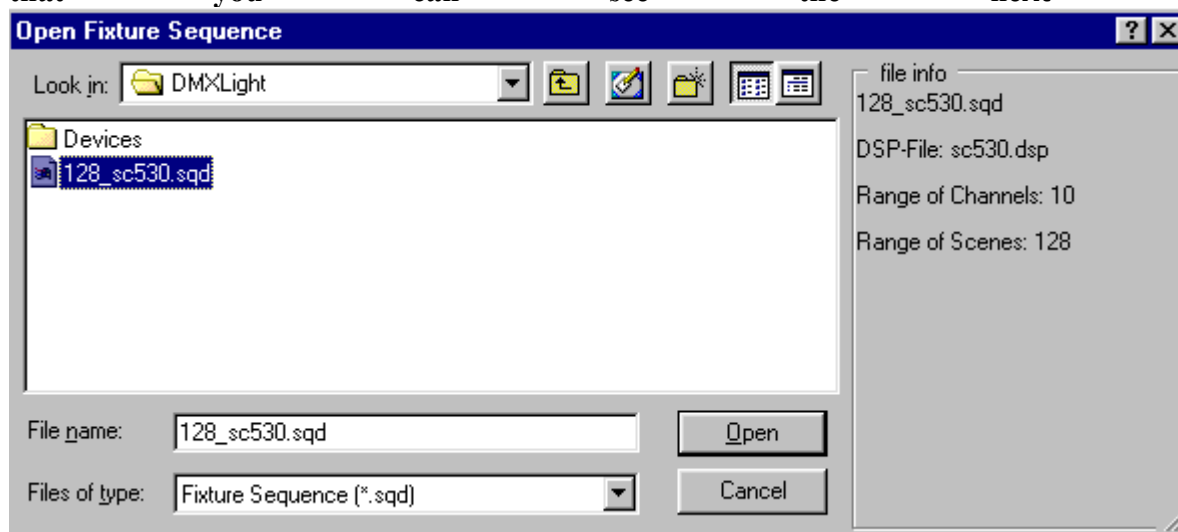 that you can see the next
Open Fixture Sequence
Look in: DMXLight
Devices
128_sc530.sqd
File name: 128_sc530.sqd Open
Files of type: Fixture Sequence (*.sqd) Cancel
file info
128_sc530.sqd
DSP-File: sc530.dsp
Range of Channels: 10
Range of Scenes: 128